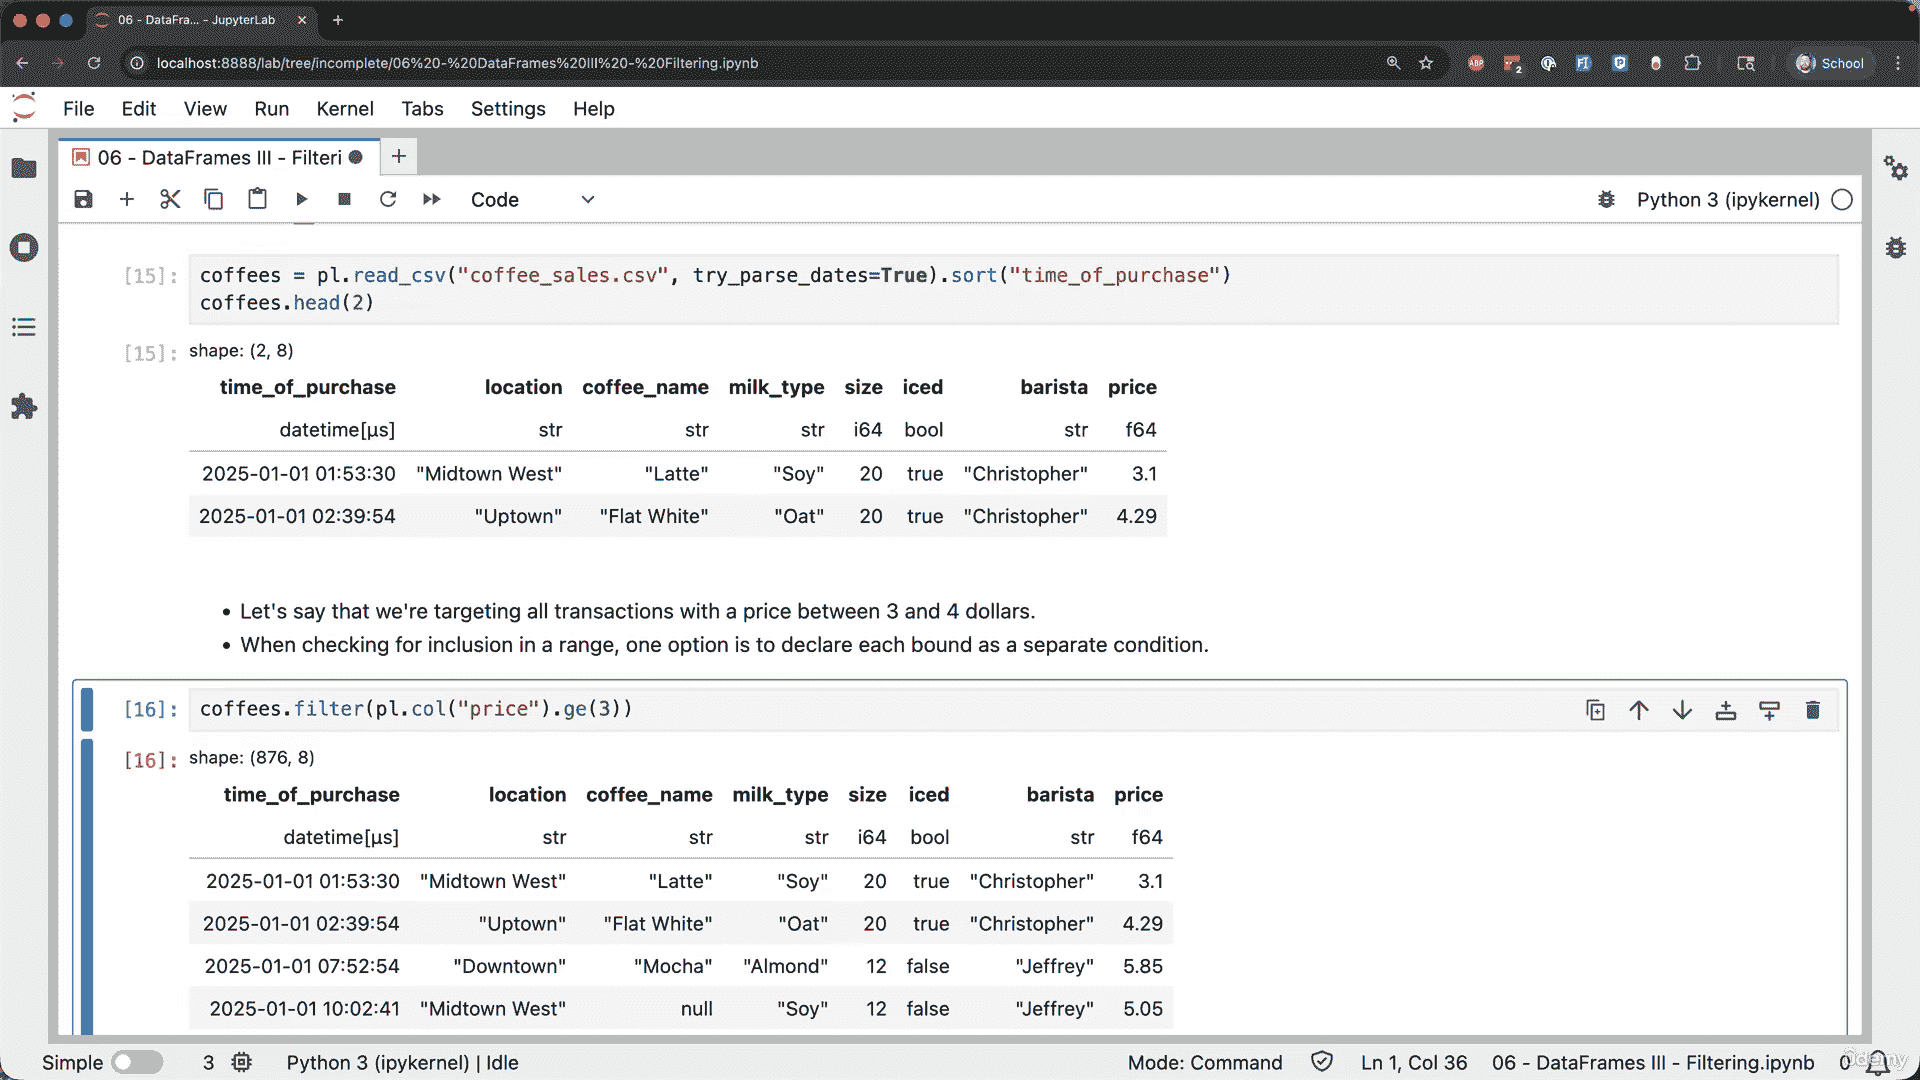 06 - DataFra... - JupyterLab
localhost:8888/lab/tree/incomplete/06%20-%20DataFrames%20III%20-%20Filtering.ipynb
ABP
2
School
File Edit View Run Kernel Tabs Settings Help
06 - DataFrames III - Filteri
Code
Python 3 (ipykernel)
[15]: coffees = pl.read_csv("coffee_sales.csv", try_parse_dates=True).sort("time_of_purchase")
coffees.head(2)
[15]: shape: (2, 8)
time_of_purchase location coffee_name milk_type size iced barista price
datetime[μs] str str str i64 bool str f64
2025-01-01 01:53:30 "Midtown West" "Latte" "Soy" 20 true "Christopher" 3.1
2025-01-01 02:39:54 "Uptown" "Flat White" "Oat" 20 true "Christopher" 4.29
• Let's say that we're targeting all transactions with a price between 3 and 4 dollars.
• When checking for inclusion in a range, one option is to declare each bound as a separate condition.
[16]: coffees.filter(pl.col("price").ge(3))
[16]: shape: (876, 8)
time_of_purchase location coffee_name milk_type size iced barista price
datetime[μs] str str str i64 bool str f64
2025-01-01 01:53:30 "Midtown West" "Latte" "Soy" 20 true "Christopher" 3.1
2025-01-01 02:39:54 "Uptown" "Flat White" "Oat" 20 true "Christopher" 4.29
2025-01-01 07:52:54 "Downtown" "Mocha" "Almond" 12 false "Jeffrey" 5.85
2025-01-01 10:02:41 "Midtown West" null "Soy" 12 false "Jeffrey" 5.05
Simple 3 Python 3 (ipykernel) | Idle Mode: Command Ln 1, Col 36 06 - DataFrames III - Filtering.ipynb 0
Udemy